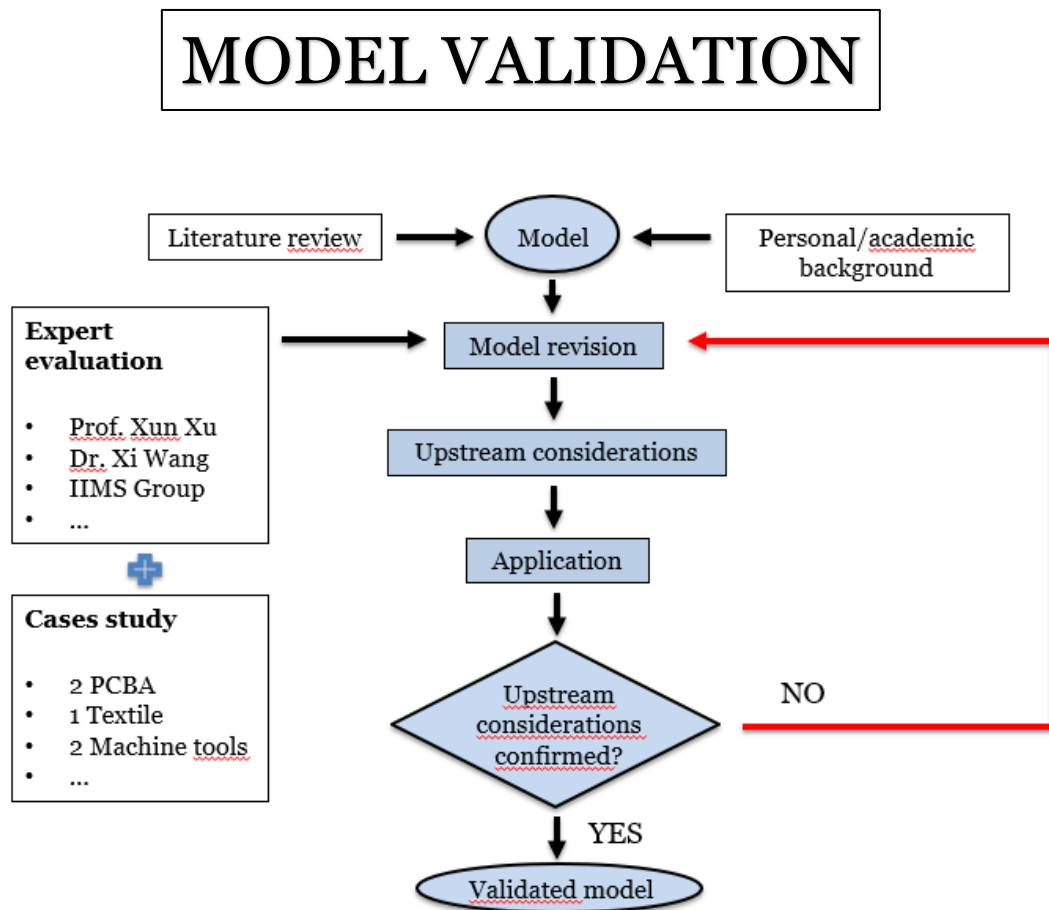 MODEL VALIDATION
Literature review
Model
Personal/academic
background
Expert
evaluation
• Prof. Xun Xu
• Dr. Xi Wang
• IIMS Group
• ...
Model revision
Upstream considerations
Application
Cases study
• 2 PCBA
• 1 Textile
• 2 Machine tools
• ...
Upstream
considerations
confirmed?
NO
YES
Validated model